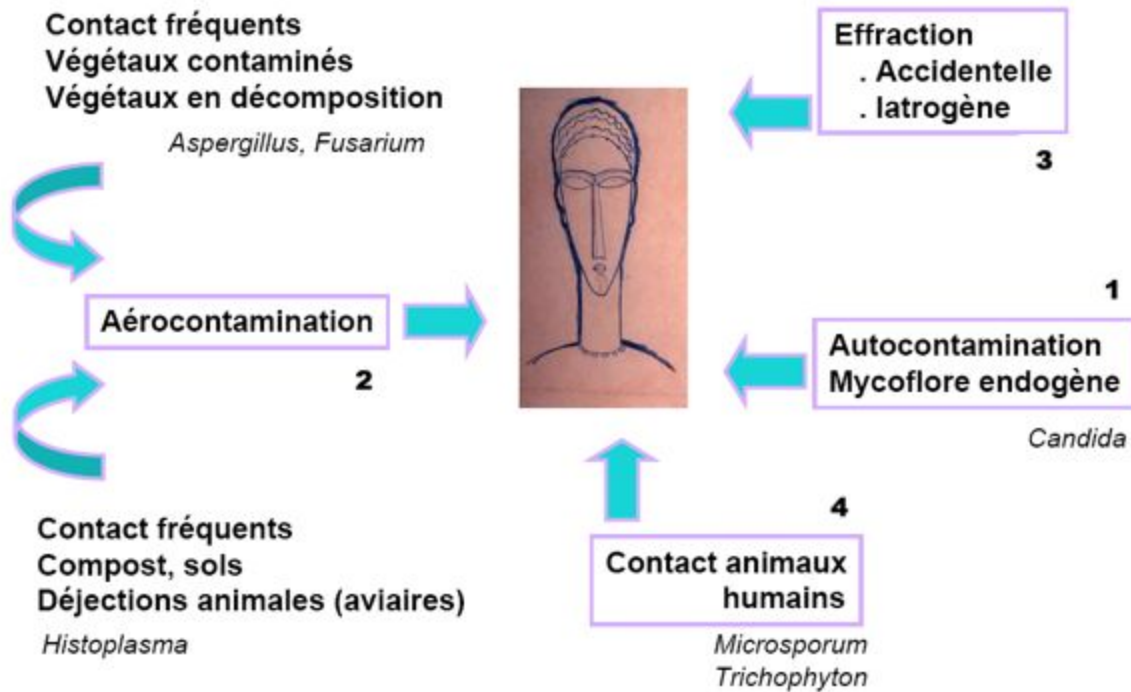 Contact fréquents
Végétaux contaminés
Végétaux en décomposition
Aspergillus, Fusarium
Effraction
. Accidentelle
. Iatrogène
3
Aérocontamination
2
1
Autocontamination
Mycoflore endogène
Candida
Contact fréquents
Compost, sols
Déjections animales (aviaires)
Histoplasma
4
Contact animaux
humains
Microsporum
Trichophyton